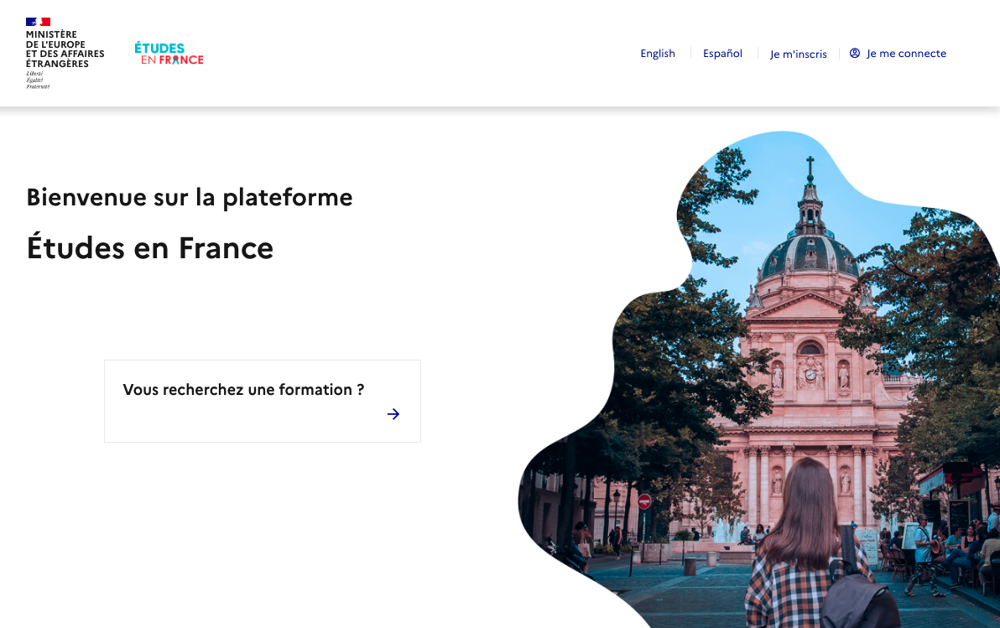 MINISTÈRE
DE L'EUROPE
ET DES AFFAIRES
ÉTRANGÈRES
Liberté
Égalité
Fraternité
ÉTUDES
EN FRANCE
English
Español
Je m'inscris
Je me connecte
Bienvenue sur la plateforme
Études en France
Vous recherchez une formation ?